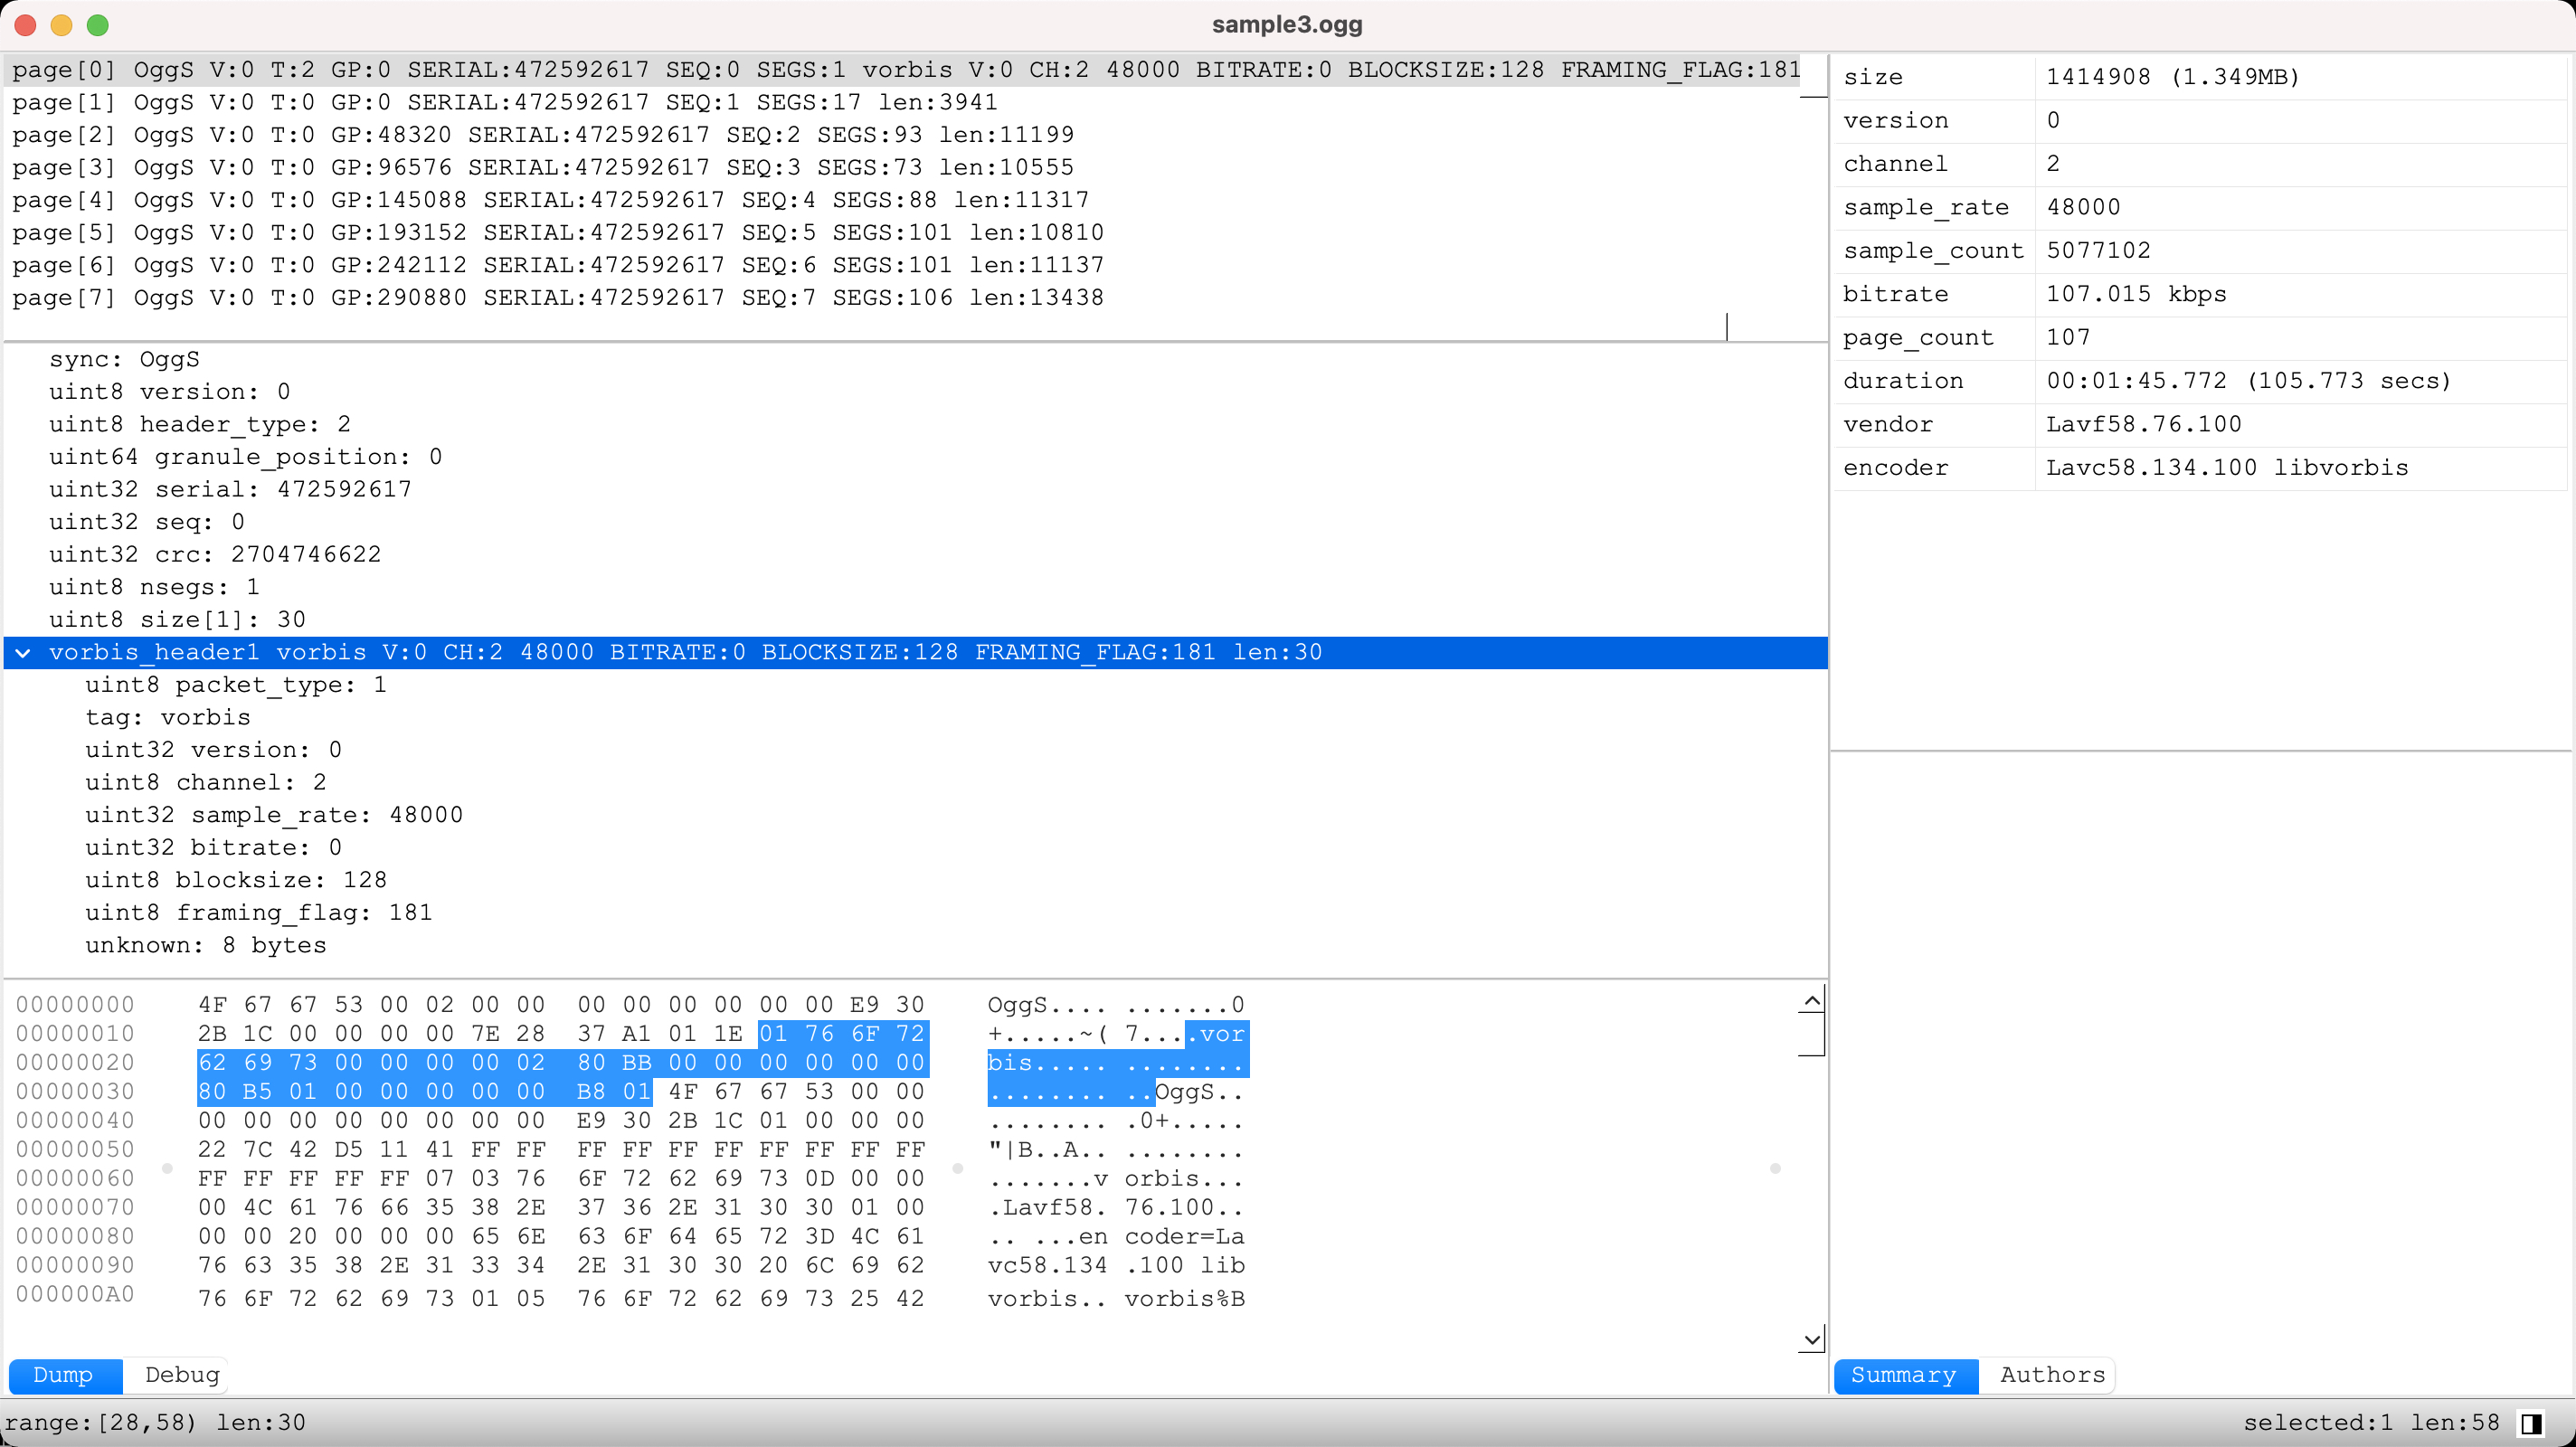 sample3.ogg
page[0] OggS V:0 T:2 GP:0 SERIAL:472592617 SEQ:0 SEGS:1 vorbis V:0 CH:2 48000 BITRATE:0 BLOCKSIZE:128 FRAMING_FLAG:181
page[1] OggS V:0 T:0 GP:0 SERIAL:472592617 SEQ:1 SEGS:17 len:3941
page[2] OggS V:0 T:0 GP:48320 SERIAL:472592617 SEQ:2 SEGS:93 len:11199
page[3] OggS V:0 T:0 GP:96576 SERIAL:472592617 SEQ:3 SEGS:73 len:10555
page[4] OggS V:0 T:0 GP:145088 SERIAL:472592617 SEQ:4 SEGS:88 len:11317
page[5] OggS V:0 T:0 GP:193152 SERIAL:472592617 SEQ:5 SEGS:101 len:10810
page[6] OggS V:0 T:0 GP:242112 SERIAL:472592617 SEQ:6 SEGS:101 len:11137
page[7] OggS V:0 T:0 GP:290880 SERIAL:472592617 SEQ:7 SEGS:106 len:13438
sync: OggS
uint8 version: 0
uint8 header_type: 2
uint64 granule_position: 0
uint32 serial: 472592617
uint32 seq: 0
uint32 crc: 2704746622
uint8 nsegs: 1
uint8 size[1]: 30
vorbis_header1 vorbis V:0 CH:2 48000 BITRATE:0 BLOCKSIZE:128 FRAMING_FLAG:181 len:30
uint8 packet_type: 1
tag: vorbis
uint32 version: 0
uint8 channel: 2
uint32 sample_rate: 48000
uint32 bitrate: 0
uint8 blocksize: 128
uint8 framing_flag: 181
unknown: 8 bytes
00000000 4F 67 67 53 00 02 00 00 00 00 00 00 00 00 E9 30 OggS.... .......0
00000010 2B 1C 00 00 00 00 7E 28 37 A1 01 1E 01 76 6F 72 +.....~( 7....vor
00000020 62 69 73 00 00 00 00 02 80 BB 00 00 00 00 00 00 bis..... ........
00000030 80 B5 01 00 00 00 00 00 B8 01 4F 67 67 53 00 00 ........ ..OggS..
00000040 00 00 00 00 00 00 00 00 E9 30 2B 1C 01 00 00 00 ........ .0+.....
00000050 22 7C 42 D5 11 41 FF FF FF FF FF FF FF FF FF FF "|B..A.. ........
00000060 FF FF FF FF FF 07 03 76 6F 72 62 69 73 0D 00 00 .......v orbis...
00000070 00 4C 61 76 66 35 38 2E 37 36 2E 31 30 30 01 00 .Lavf58. 76.100..
00000080 00 00 20 00 00 00 65 6E 63 6F 64 65 72 3D 4C 61 .. ...en coder=La
00000090 76 63 35 38 2E 31 33 34 2E 31 30 30 20 6C 69 62 vc58.134 .100 lib
000000A0 76 6F 72 62 69 73 01 05 76 6F 72 62 69 73 25 42 vorbis.. vorbis%B
Dump Debug
range:[28,58) len:30
size 1414908 (1.349MB)
version 0
channel 2
sample_rate 48000
sample_count 5077102
bitrate 107.015 kbps
page_count 107
duration 00:01:45.772 (105.773 secs)
vendor Lavf58.76.100
encoder Lavc58.134.100 libvorbis
Summary Authors
selected:1 len:58